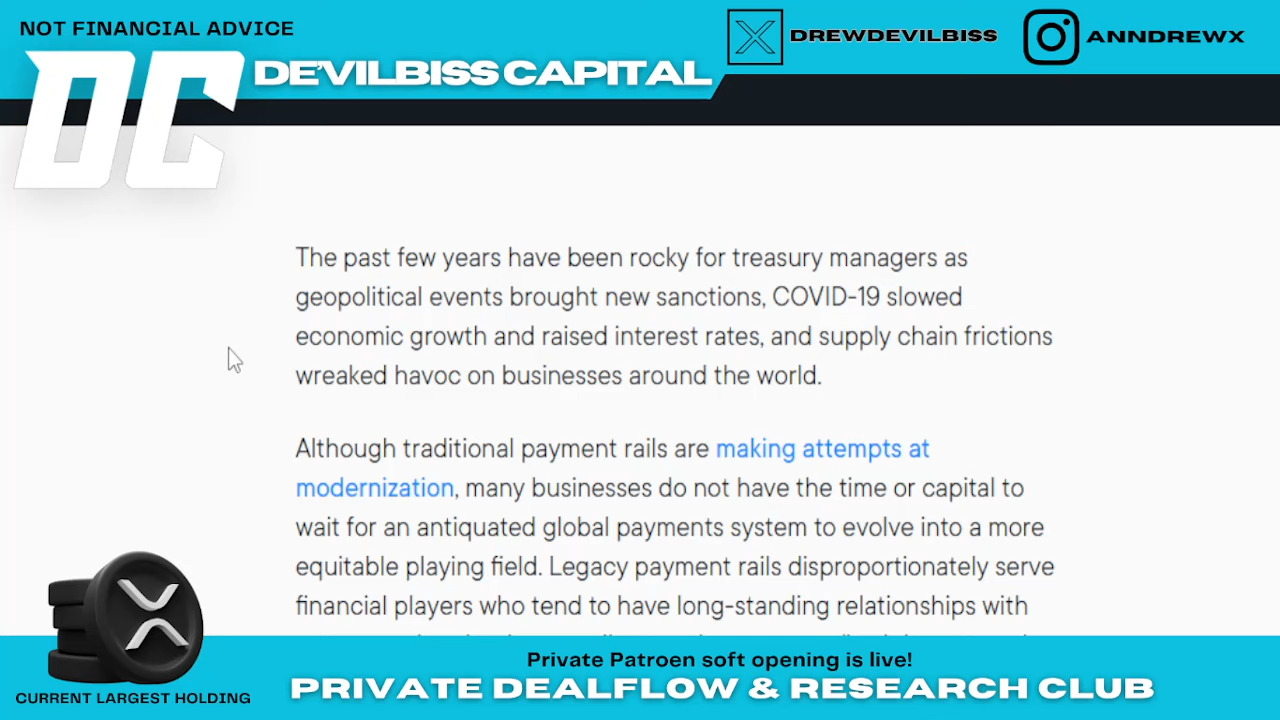 NOT FINANCIAL ADVICE
DC
DE'VILBISS CAPITAL
DREWDEVILBISS
ANNDREWX
The past few years have been rocky for treasury managers as
geopolitical events brought new sanctions, COVID-19 slowed
economic growth and raised interest rates, and supply chain frictions
wreaked havoc on businesses around the world.
Although traditional payment rails are making attempts at
modernization, many businesses do not have the time or capital to
wait for an antiquated global payments system to evolve into a more
equitable playing field. Legacy payment rails disproportionately serve
financial players who tend to have long-standing relationships with
CURRENT LARGEST HOLDING
Private Patroen soft opening is live!
PRIVATE DEALFLOW & RESEARCH CLUB